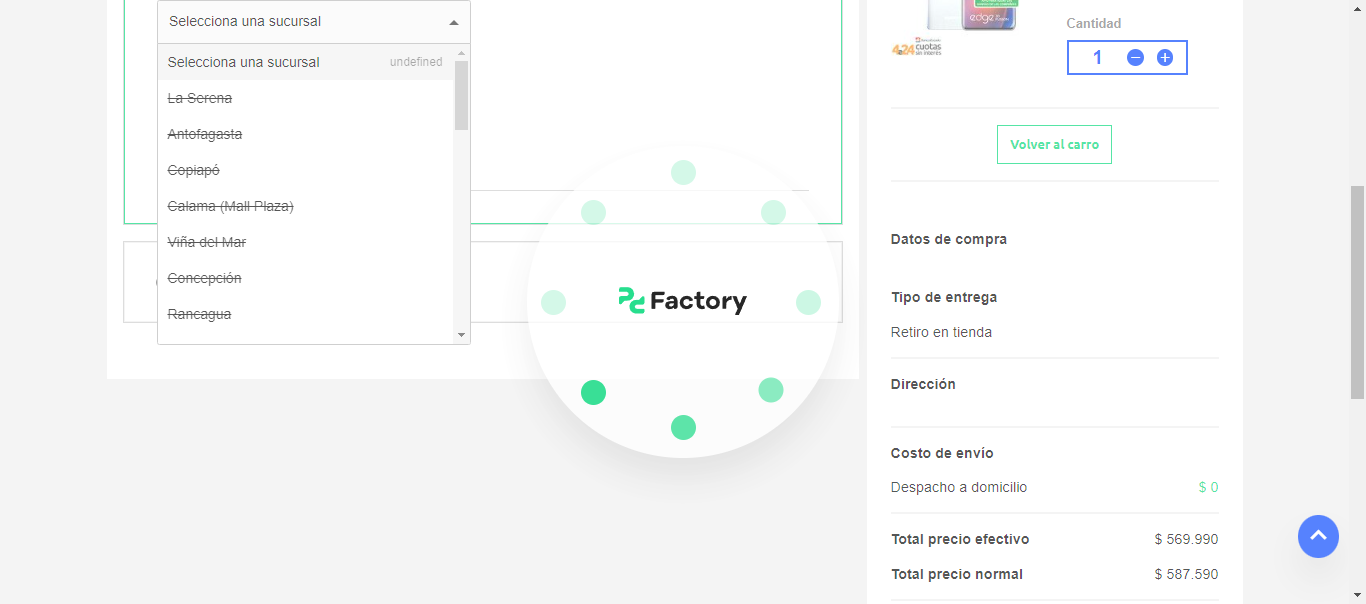 Selecciona una sucursal
Selecciona una sucursal undefined
La Serena
Antofagasta
Copiapó
Calama (Mall Plaza)
Viña del Mar
Concepción
Rancagua
Factory
edge
cuotas
sin interés
Cantidad
1
Volver al carro
Datos de compra
Tipo de entrega
Retiro en tienda
Dirección
Costo de envío
Despacho a domicilio $ 0
Total precio efectivo $ 569.990
Total precio normal $ 587.590